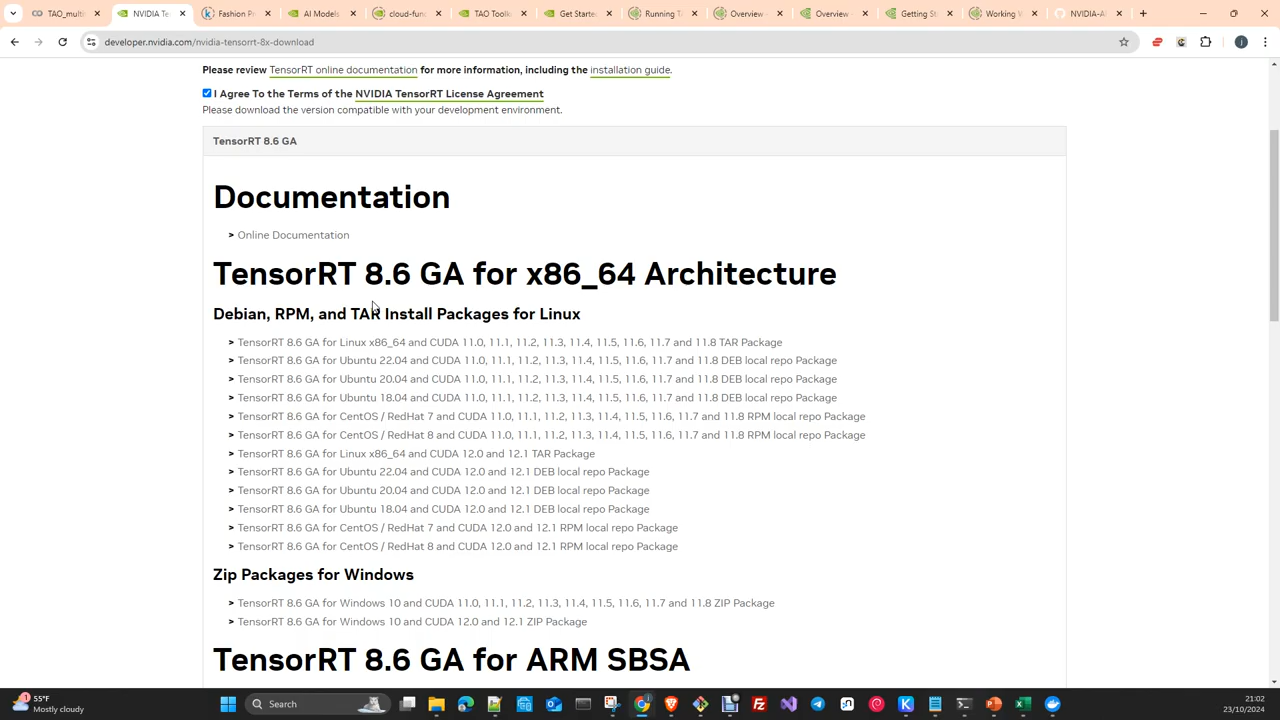 TAO_multi
NVIDIA Ten
Fashion Pr
AI Models
cloud-func
TAO Toolk
Get Starte
Running TA
Overview
Overview
Getting St
Working W
NVIDIA-AI
developer.nvidia.com/nvidia-tensorrt-8x-download
Please review TensorRT online documentation for more information, including the installation guide.
I Agree To the Terms of the NVIDIA TensorRT License Agreement
Please download the version compatible with your development environment.
TensorRT 8.6 GA
Documentation
Online Documentation
TensorRT 8.6 GA for x86_64 Architecture
Debian, RPM, and TAR Install Packages for Linux
TensorRT 8.6 GA for Linux x86_64 and CUDA 11.0, 11.1, 11.2, 11.3, 11.4, 11.5, 11.6, 11.7 and 11.8 TAR Package
TensorRT 8.6 GA for Ubuntu 22.04 and CUDA 11.0, 11.1, 11.2, 11.3, 11.4, 11.5, 11.6, 11.7 and 11.8 DEB local repo Package
TensorRT 8.6 GA for Ubuntu 20.04 and CUDA 11.0, 11.1, 11.2, 11.3, 11.4, 11.5, 11.6, 11.7 and 11.8 DEB local repo Package
TensorRT 8.6 GA for Ubuntu 18.04 and CUDA 11.0, 11.1, 11.2, 11.3, 11.4, 11.5, 11.6, 11.7 and 11.8 DEB local repo Package
TensorRT 8.6 GA for CentOS / RedHat 7 and CUDA 11.0, 11.1, 11.2, 11.3, 11.4, 11.5, 11.6, 11.7 and 11.8 RPM local repo Package
TensorRT 8.6 GA for CentOS / RedHat 8 and CUDA 11.0, 11.1, 11.2, 11.3, 11.4, 11.5, 11.6, 11.7 and 11.8 RPM local repo Package
TensorRT 8.6 GA for Linux x86_64 and CUDA 12.0 and 12.1 TAR Package
TensorRT 8.6 GA for Ubuntu 22.04 and CUDA 12.0 and 12.1 DEB local repo Package
TensorRT 8.6 GA for Ubuntu 20.04 and CUDA 12.0 and 12.1 DEB local repo Package
TensorRT 8.6 GA for Ubuntu 18.04 and CUDA 12.0 and 12.1 DEB local repo Package
TensorRT 8.6 GA for CentOS / RedHat 7 and CUDA 12.0 and 12.1 RPM local repo Package
TensorRT 8.6 GA for CentOS / RedHat 8 and CUDA 12.0 and 12.1 RPM local repo Package
Zip Packages for Windows
TensorRT 8.6 GA for Windows 10 and CUDA 11.0, 11.1, 11.2, 11.3, 11.4, 11.5, 11.6, 11.7 and 11.8 ZIP Package
TensorRT 8.6 GA for Windows 10 and CUDA 12.0 and 12.1 ZIP Package
TensorRT 8.6 GA for ARM SBSA
55°F
Mostly cloudy
Search
21:02
23/10/2024